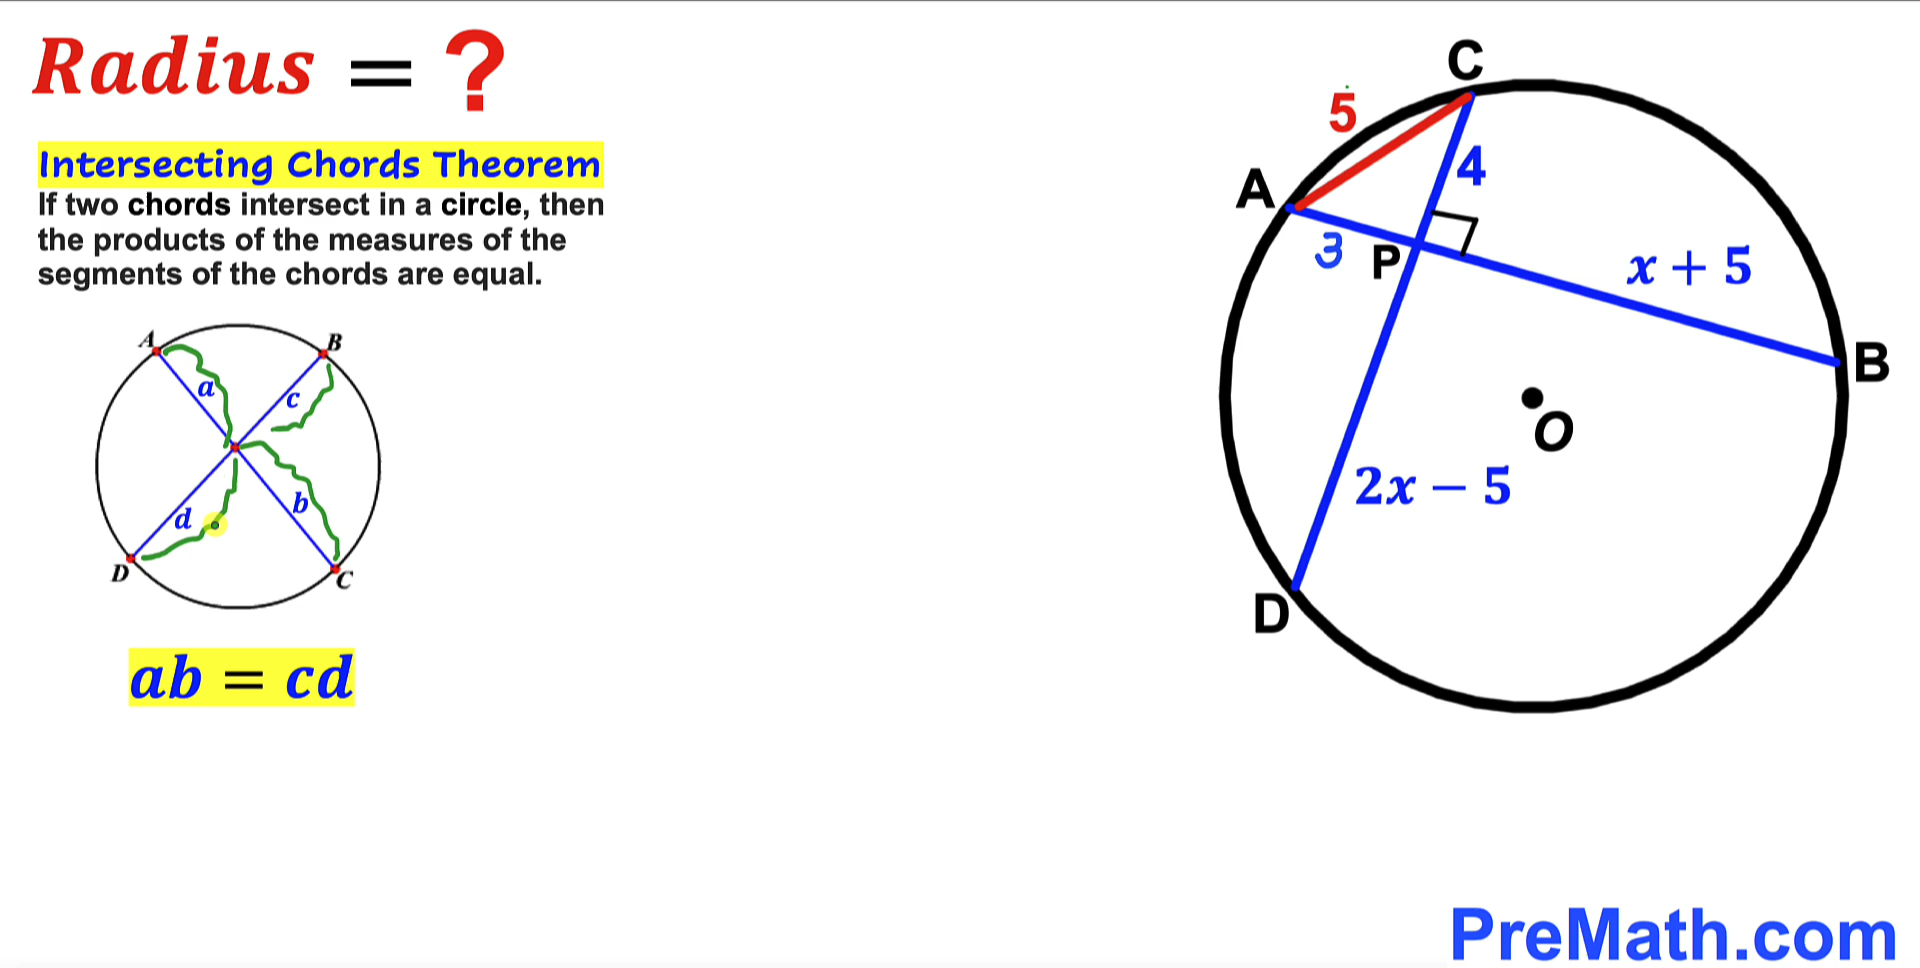 Radius = ?
Intersecting Chords Theorem
If two chords intersect in a circle, then
the products of the measures of the
segments of the chords are equal.
A
B
a
c
d
b
D
C
ab = cd
C
5
4
A
3
P
x + 5
B
O
2x − 5
D
PreMath.com